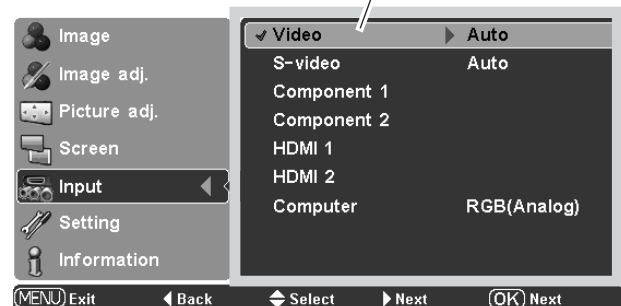 Image
Image adj.
Picture adj.
Screen
Input
Setting
Information
Video Auto
S-video Auto
Component 1
Component 2
HDMI 1
HDMI 2
Computer RGB(Analog)
MENU Exit Back Select Next OK Next